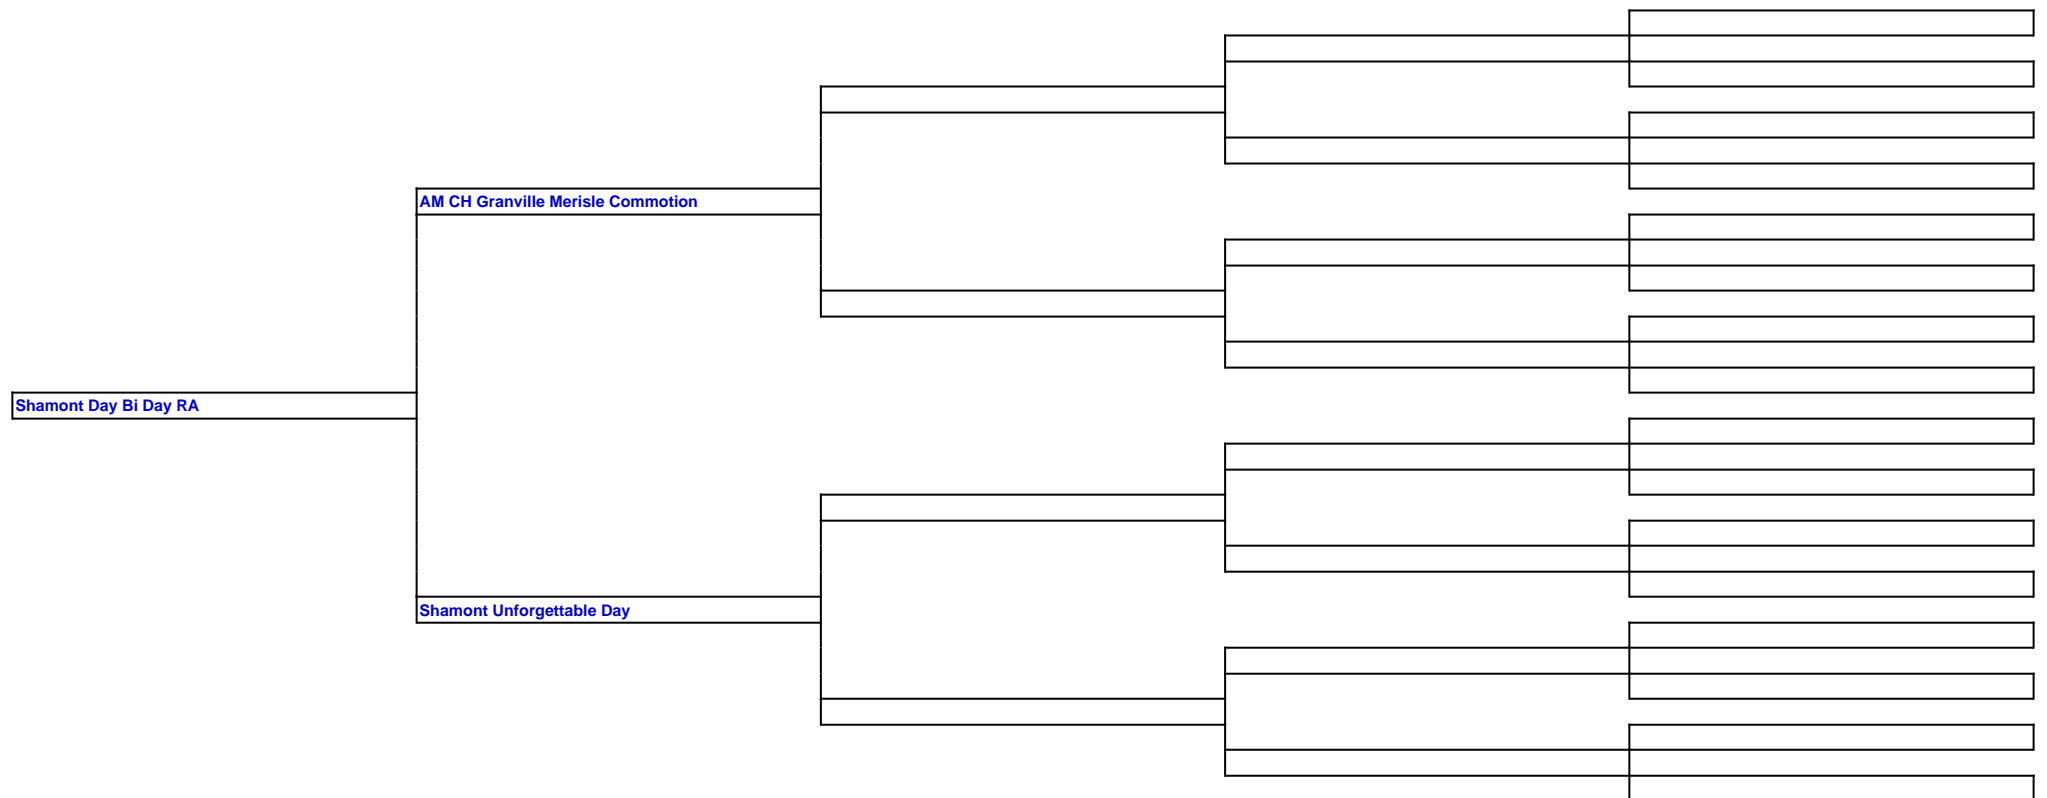 AM CH Granville Merisle Commotion
Shamont Day Bi Day RA
Shamont Unforgettable Day